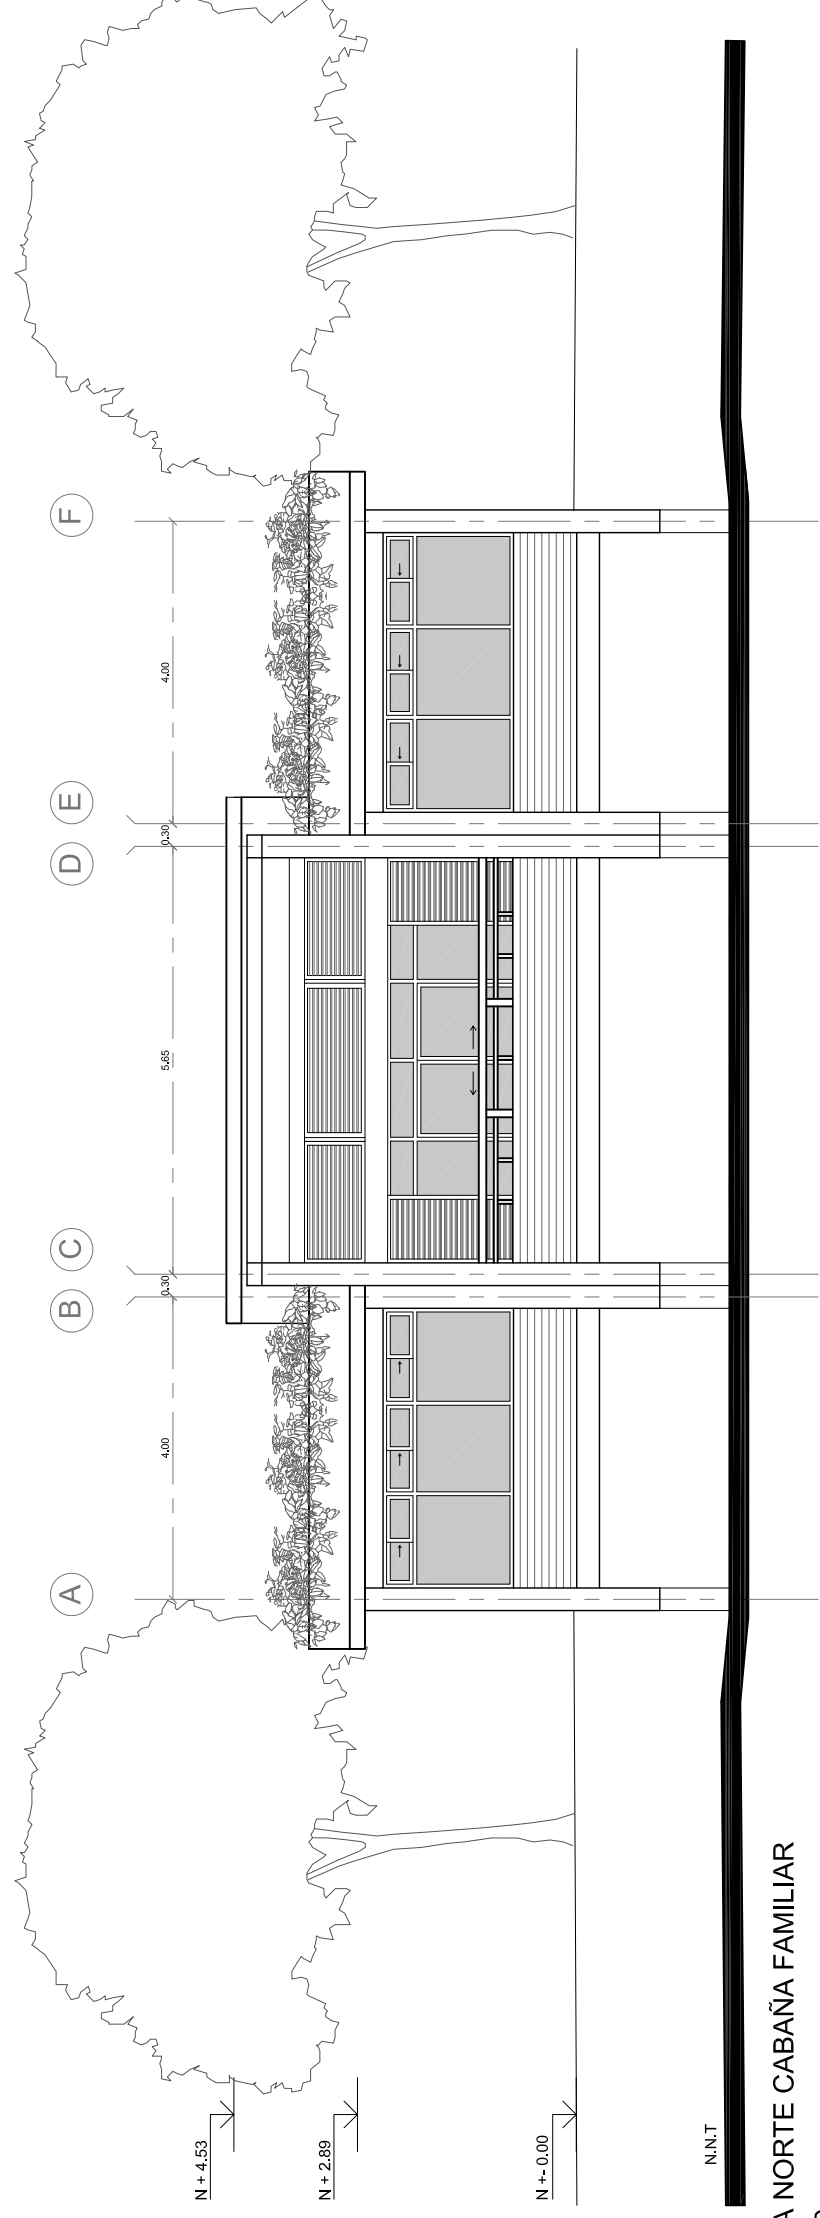 A
B
C
D
E
F
4.00
0.30
5.65
0.30
4.00
N + 4.53
N + 2.89
N +- 0.00
N.N.T
A NORTE CABAÑA FAMILIAR